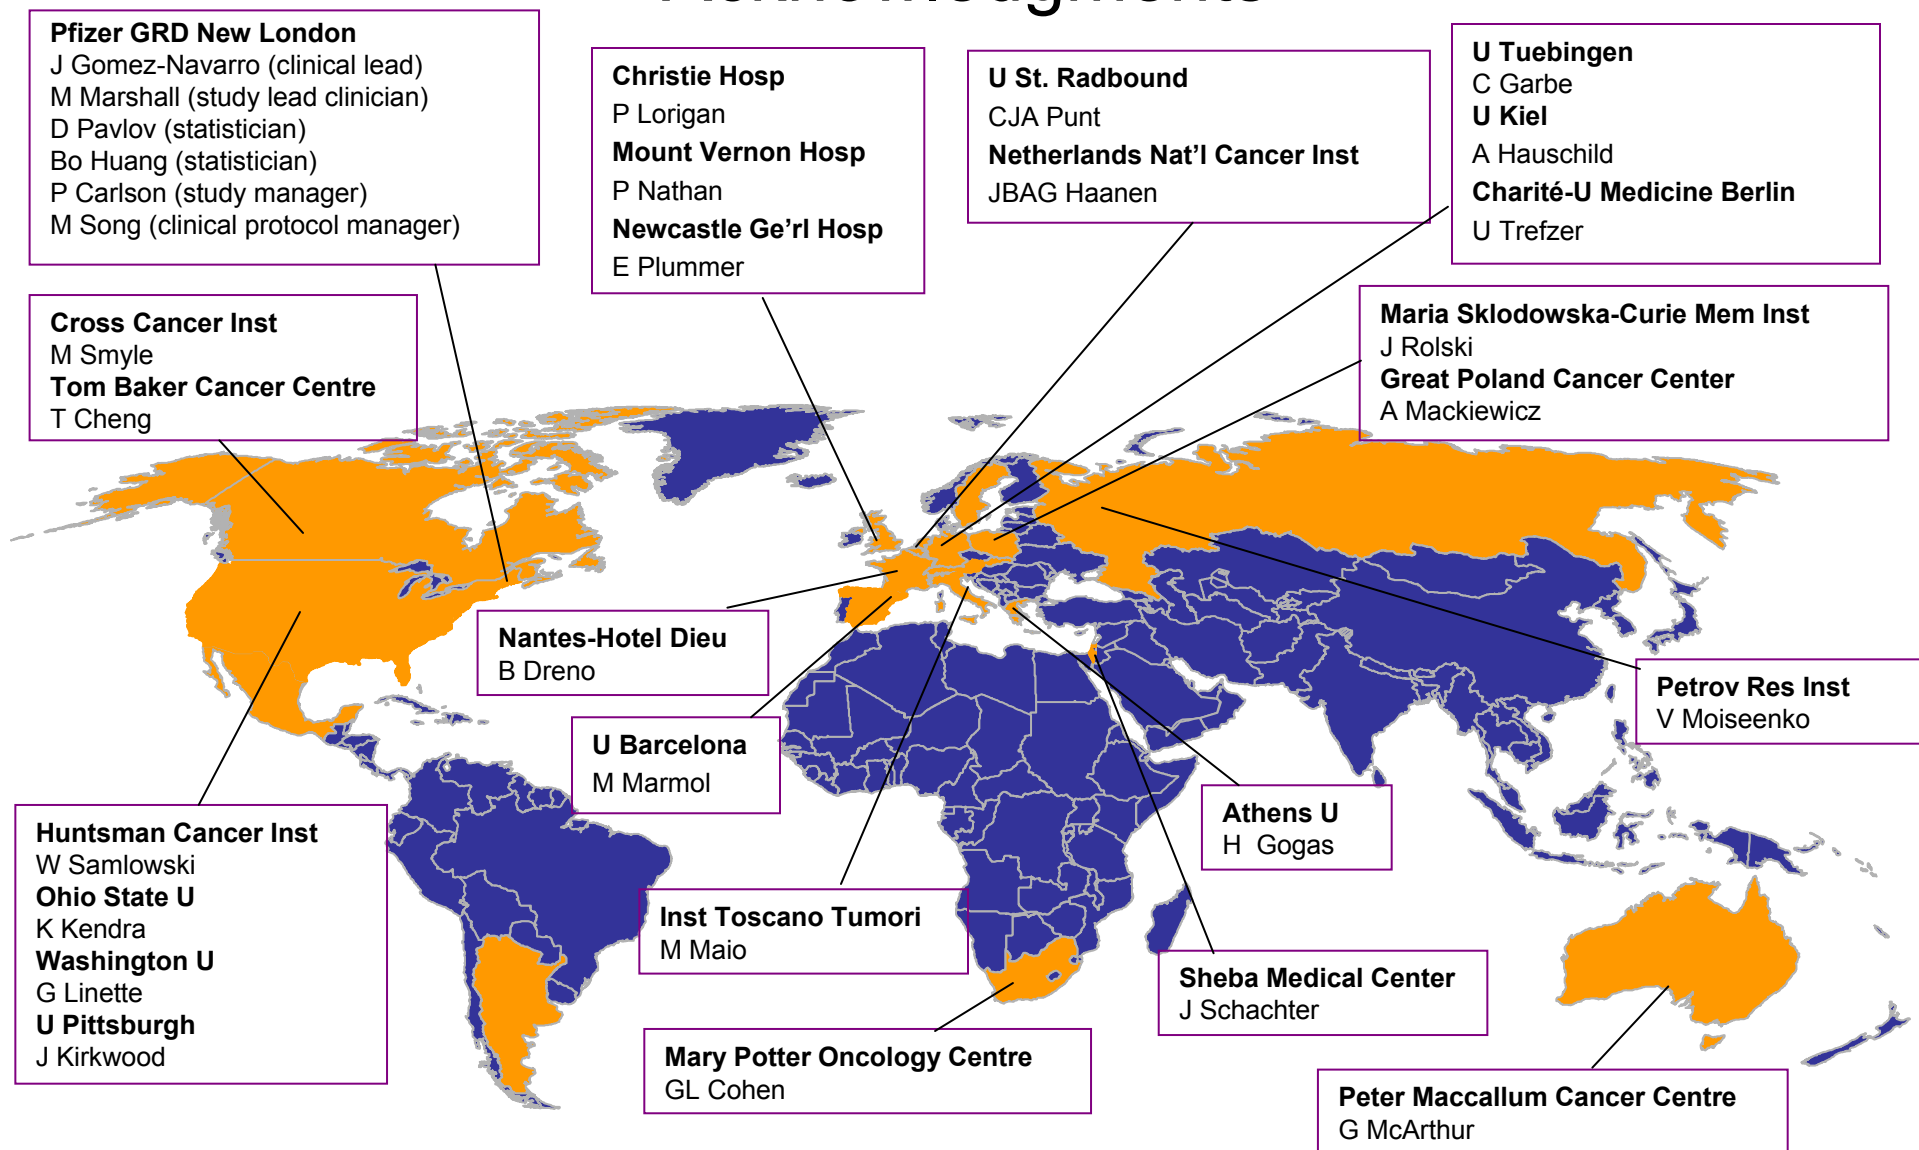 Acknowledgments
Pfizer GRD New London
J Gomez-Navarro (clinical lead)
M Marshall (study lead clinician)
D Pavlov (statistician)
Bo Huang (statistician)
P Carlson (study manager)
M Song (clinical protocol manager)
Christie Hosp
P Lorigan
Mount Vernon Hosp
P Nathan
Newcastle Ge’rl Hosp
E Plummer
U St. Radbound
CJA Punt
Netherlands Nat’l Cancer Inst
JBAG Haanen
U Tuebingen
C Garbe
U Kiel
A Hauschild
Charité-U Medicine Berlin
U Trefzer
Cross Cancer Inst
M Smyle
Tom Baker Cancer Centre
T Cheng
Maria Sklodowska-Curie Mem Inst
J Rolski
Great Poland Cancer Center
A Mackiewicz
Nantes-Hotel Dieu
B Dreno
Petrov Res Inst
V Moiseenko
U Barcelona
M Marmol
Athens U
H Gogas
Huntsman Cancer Inst
W Samlowski
Ohio State U
K Kendra
Washington U
G Linette
U Pittsburgh
J Kirkwood
Inst Toscano Tumori
M Maio
Sheba Medical Center
J Schachter
Mary Potter Oncology Centre
GL Cohen
Peter Maccallum Cancer Centre
G McArthur